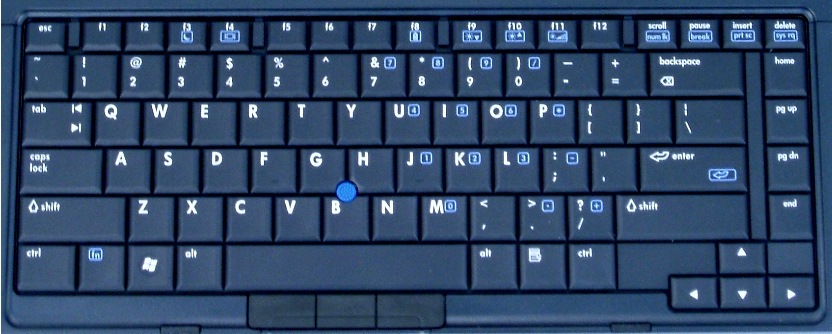 esc f1 f2 f3 f4 f5 f6 f7 f8 f9 f10 f11 f12 scroll pause insert delete
num lk break prt sc sys rq
~ ! @ # $ % ^ & 7 * 8 ( 9 ) / – + backspace home
` 1 2 3 4 5 6 7 8 9 0 - =
tab Q W E R T Y U 4 I 5 O 6 P * { } ¦ pg up
[ ] \
caps A S D F G H J 1 K 2 L 3 : - " enter pg dn
lock ; '
shift Z X C V B N M 0 < > . ? + shift end
, . /
ctrl fn alt alt ctrl